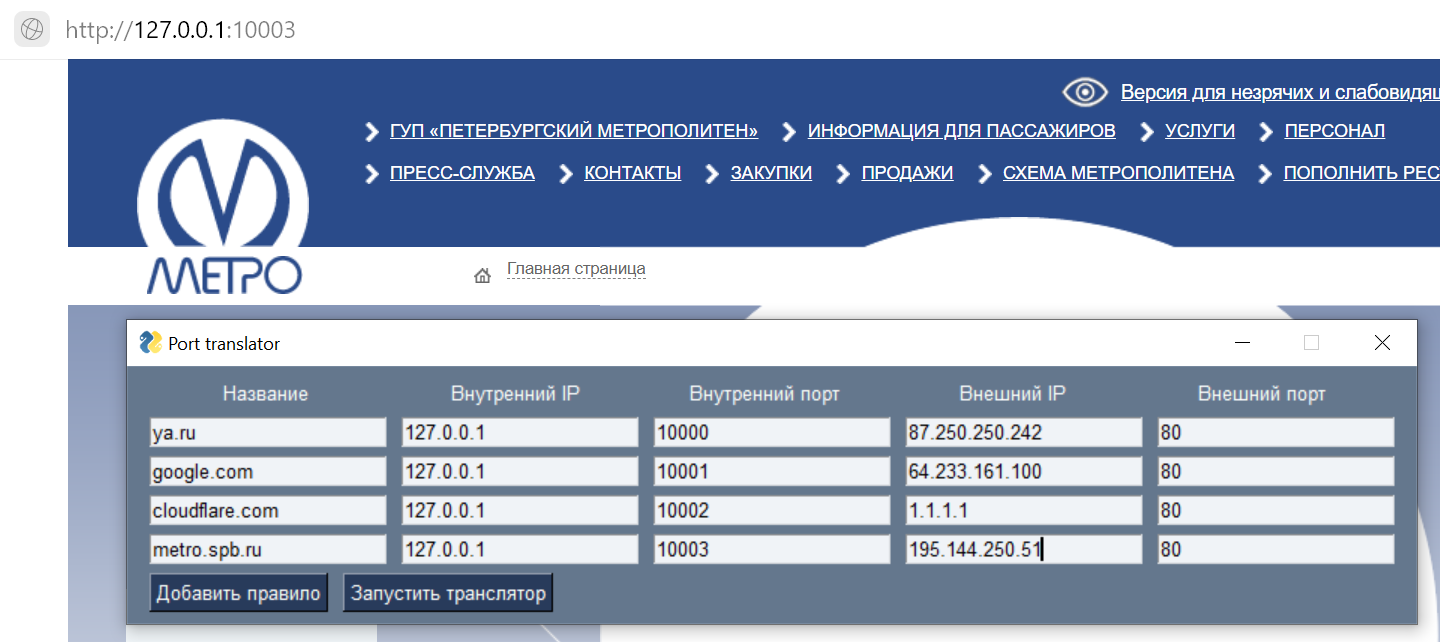 http://127.0.0.1:10003
Версия для незрячих и слабовидящ
ГУП «ПЕТЕРБУРГСКИЙ МЕТРОПОЛИТЕН» ИНФОРМАЦИЯ ДЛЯ ПАССАЖИРОВ УСЛУГИ ПЕРСОНАЛ
ПРЕСС-СЛУЖБА КОНТАКТЫ ЗАКУПКИ ПРОДАЖИ СХЕМА МЕТРОПОЛИТЕНА ПОПОЛНИТЬ РЕС
МЕТРО
Главная страница
Port translator
Название Внутренний IP Внутренний порт Внешний IP Внешний порт
ya.ru 127.0.0.1 10000 87.250.250.242 80
google.com 127.0.0.1 10001 64.233.161.100 80
cloudflare.com 127.0.0.1 10002 1.1.1.1 80
metro.spb.ru 127.0.0.1 10003 195.144.250.51 80
Добавить правило Запустить транслятор